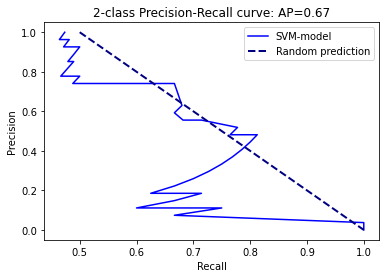 2-class Precision-Recall curve: AP=0.67
SVM-model
Random prediction
Precision
1.0
0.8
0.6
0.4
0.2
0.0
0.5 0.6 0.7 0.8 0.9 1.0
Recall